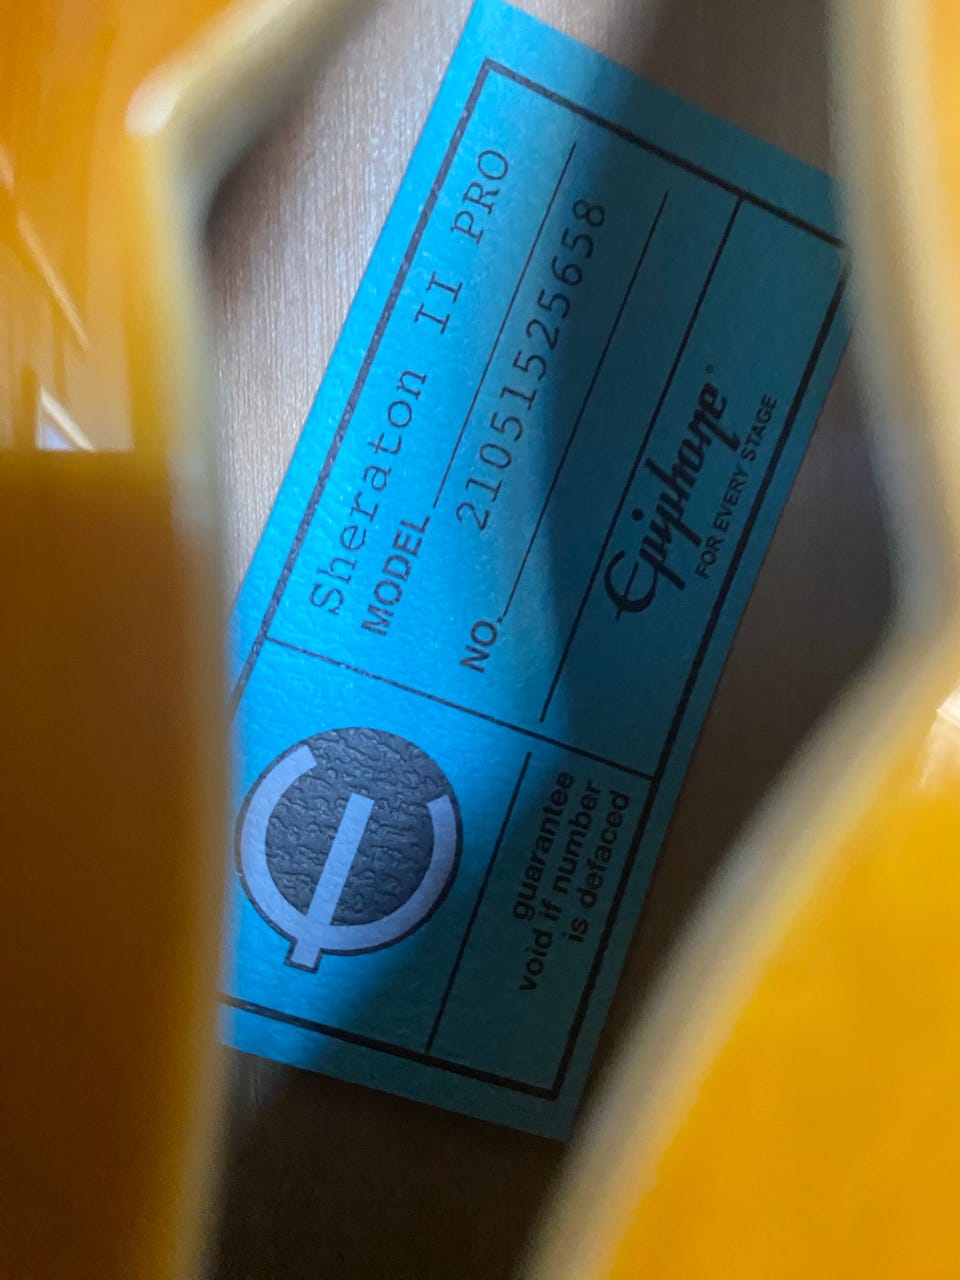 Sheraton II PRO
MODEL
21051525658
NO.
Epiphone®
FOR EVERY STAGE
guarantee
void if number
is defaced